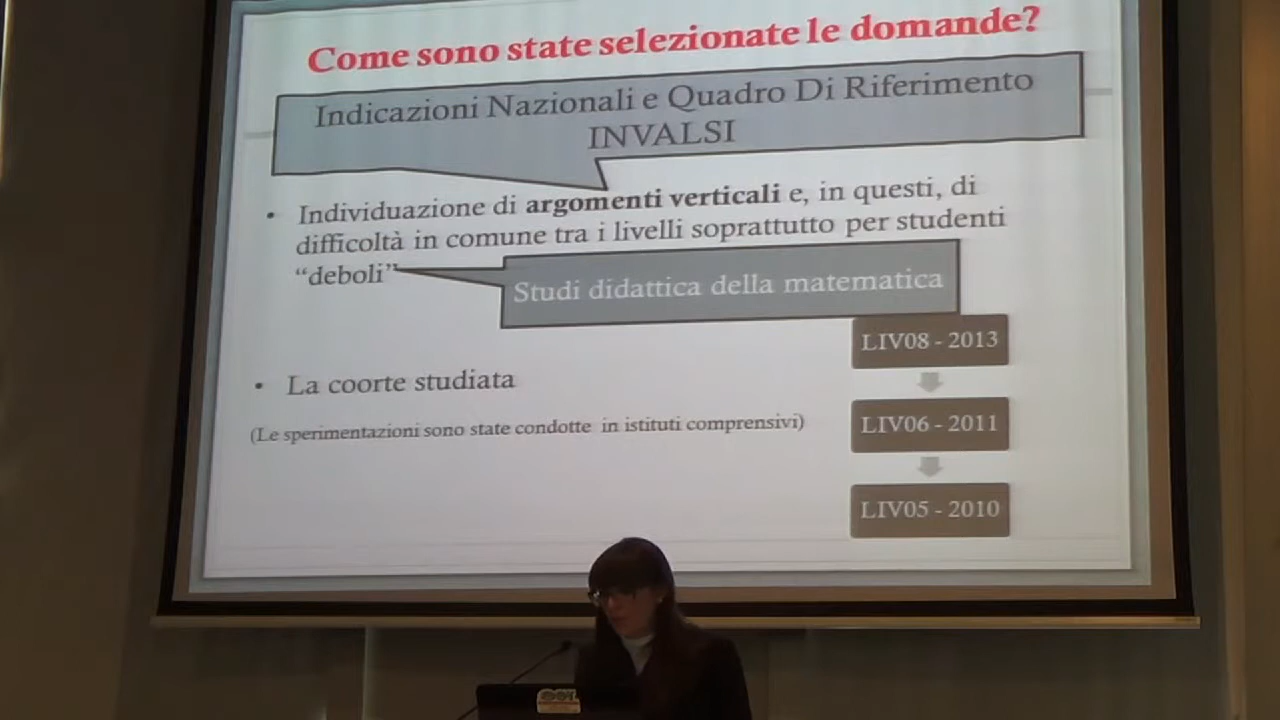 Come sono state selezionate le domande?
Indicazioni Nazionali e Quadro Di Riferimento
INVALSI
• Individuazione di argomenti verticali e, in questi, di
difficoltà in comune tra i livelli soprattutto per studenti
“deboli”
Studi didattica della matematica
LIV08 - 2013
• La coorte studiata
(Le sperimentazioni sono state condotte in istituti comprensivi)
LIV06 - 2011
LIV05 - 2010